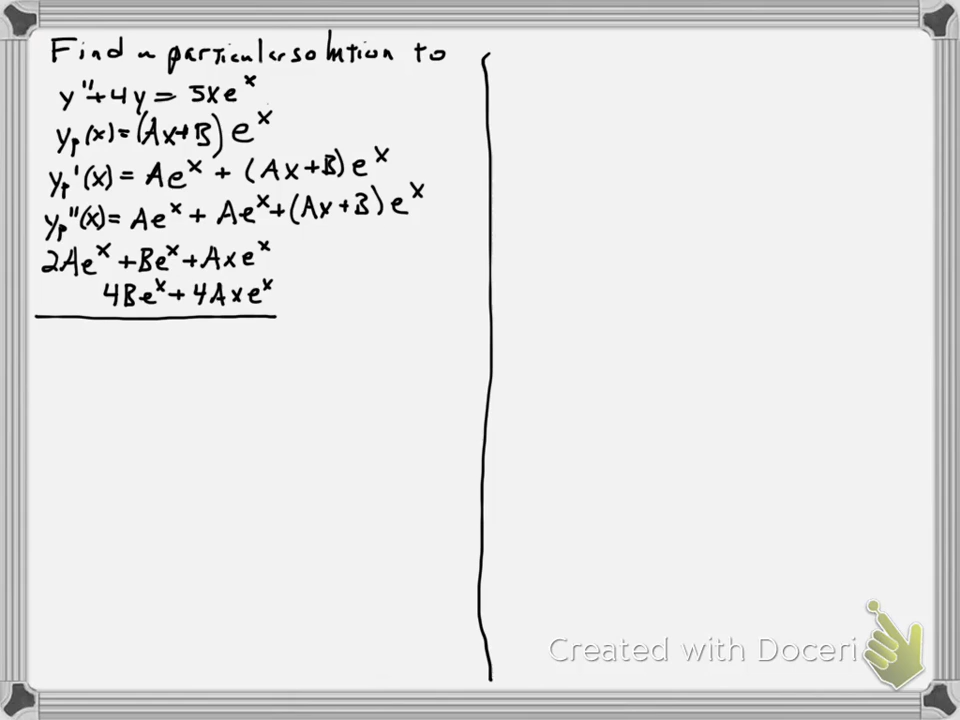 Find a particular solution to
y'' + 4y = 5xe^x
y_p(x) = (Ax+B)e^x
y_p'(x) = Ae^x + (Ax+B)e^x
y_p''(x) = Ae^x + Ae^x + (Ax+B)e^x
2Ae^x + Be^x + Axe^x
4Be^x + 4Axe^x
Created with Doceri